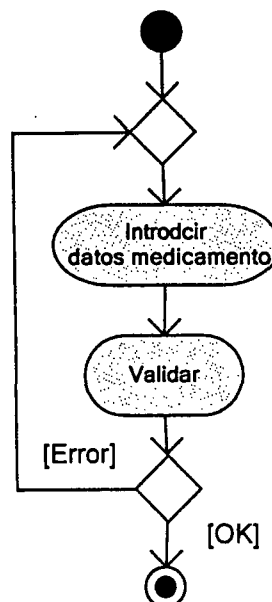 Introdcir
datos medicamento
Validar
[Error]
[OK]